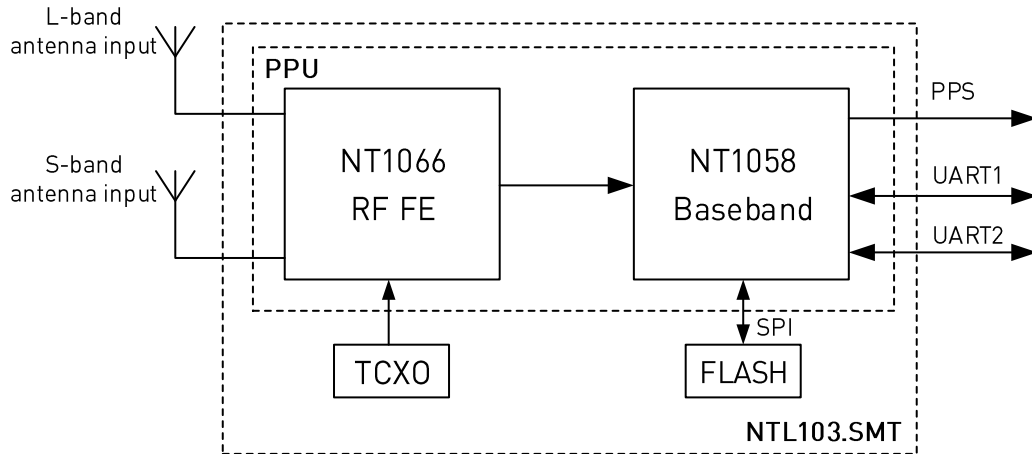 L-band
antenna input
PPU
PPS
NT1066
RF FE
NT1058
Baseband
S-band
antenna input
UART1
UART2
SPI
TCXO
FLASH
NTL103.SMT